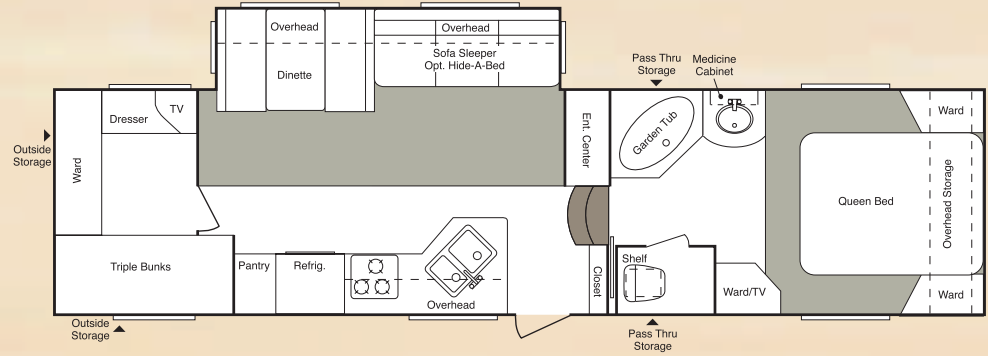 Overhead
Dinette
Overhead
Sofa Sleeper
Opt. Hide-A-Bed
Pass Thru
Storage
Medicine
Cabinet
Dresser
TV
Outside
Storage
Ward
Ent. Center
Garden Tub
Ward
Queen Bed
Overhead Storage
Triple Bunks
Pantry
Refrig.
Overhead
Closet
Shelf
Ward/TV
Ward
Outside
Storage
Pass Thru
Storage